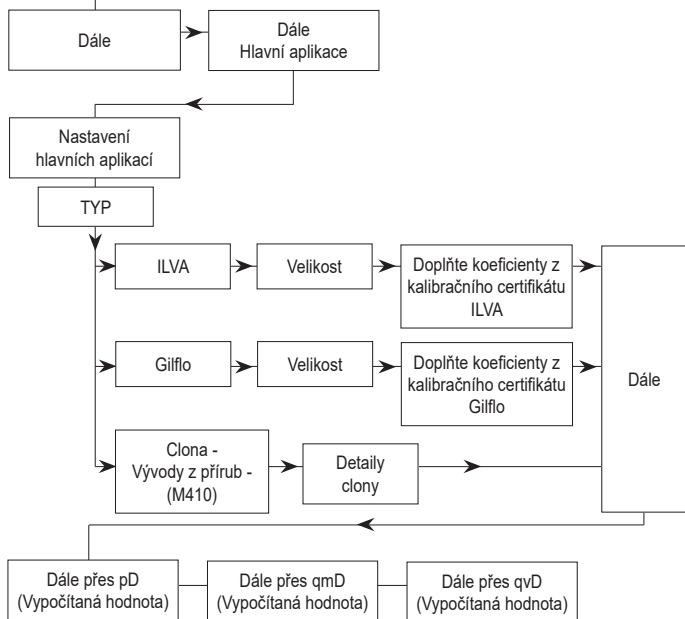 Dále
Dále
Hlavní aplikace
Nastavení
hlavních aplikací
TYP
ILVA
Velikost
Doplňte koeficienty z
kalibračního certifikátu
ILVA
Gilflo
Velikost
Doplňte koeficienty z
kalibračního certifikátu
Gilflo
Dále
Clona -
Vývody z přírub -
(M410)
Detaily
clony
Dále přes pD
(Vypočítaná hodnota)
Dále přes qmD
(Vypočítaná hodnota)
Dále přes qvD
(Vypočítaná hodnota)